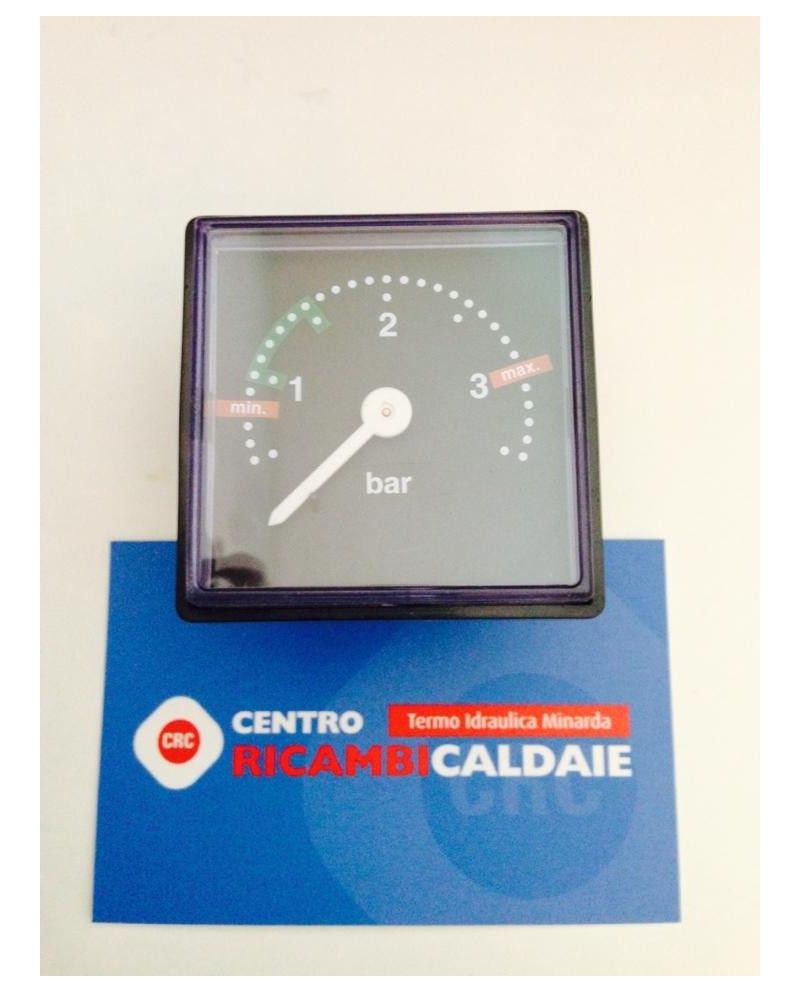 2
1
3
max.
min.
bar
CENTRO
Termo Idraulica Minarda
CRC
RICAMBICALDAIE
CRC